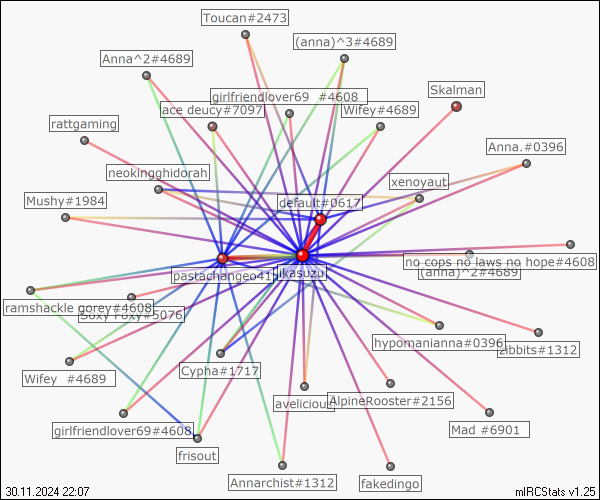 Toucan#2473
(anna)^3#4689
Anna^2#4689
Skalman
girlfriendlover69 #4608
ace deucy#7097
Wifey#4689
rattgaming
Anna.#0396
neokingghidorah
xenoyaut
Mushy#1984
default#0617
pastachangeo41
ikasuzu
no cops no laws no hope#4608
(anna)^2#4689
ramshackle gorey#4608
#5076
hypomanianna#0396
zibbits#1312
Cypha#1717
Wifey #4689
avelicious
AlpineRooster#2156
girlfriendlover69#4608
Mad #6901
frisout
Annarchist#1312
fakedingo
30.11.2024 22:07
mIRCStats v1.25